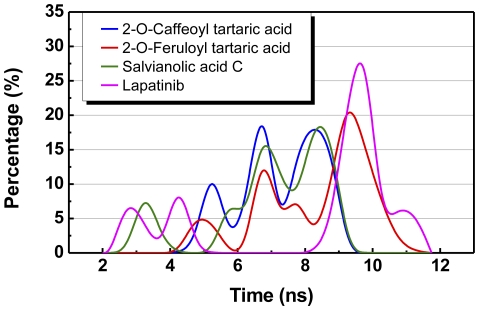 2-O-Caffeoyl tartaric acid
2-O-Feruloyl tartaric acid
Salvianolic acid C
Lapatinib
Percentage (%)
35
30
25
20
15
10
5
0
2 4 6 8 10 12
Time (ns)